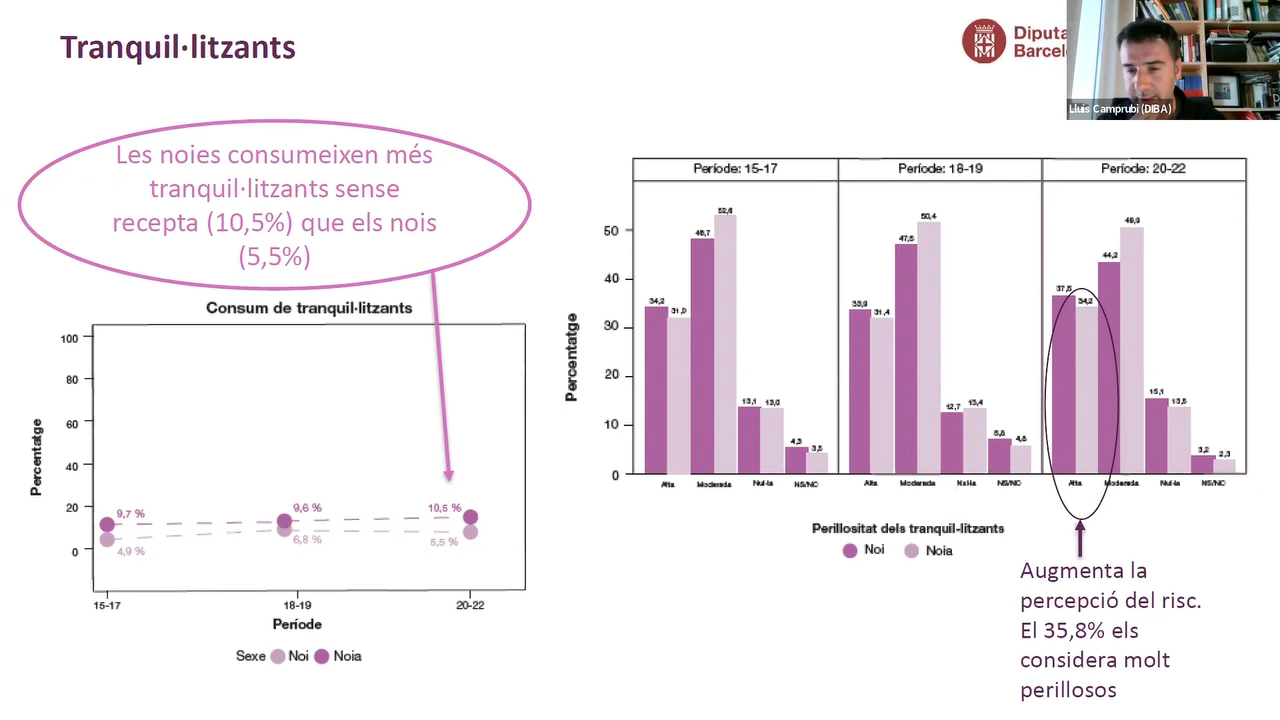 Tranquil·litzants
Diputa
Barcel
Lluis Camprubi (DIBA)
Les noies consumeixen més
tranquil·litzants sense
recepta (10,5%) que els nois
(5,5%)
Consum de tranquil·litzants
Percentatge
100
80
60
40
20
0
9,7 %
9,6 %
10,5 %
4,9 %
6,8 %
5,5 %
15-17
18-19
20-22
Període
Sexe Noi Noia
Període: 15-17
Període: 18-19
Període: 20-22
Percentatge
50
40
30
20
10
0
34,2
31,0
48,7
52,8
13,1
13,0
4,3
3,5
33,9
31,4
47,5
50,4
12,7
13,4
4,8
37,5
34,2
44,2
49,9
15,1
13,5
3,2
2,3
Alta
Moderada
Nul·la
NS/NC
Alta
Moderada
Nul·la
NS/NC
Alta
Moderada
Nul·la
NS/NC
Perillositat dels tranquil·litzants
Noi Noia
Augmenta la
percepció del risc.
El 35,8% els
considera molt
perillosos